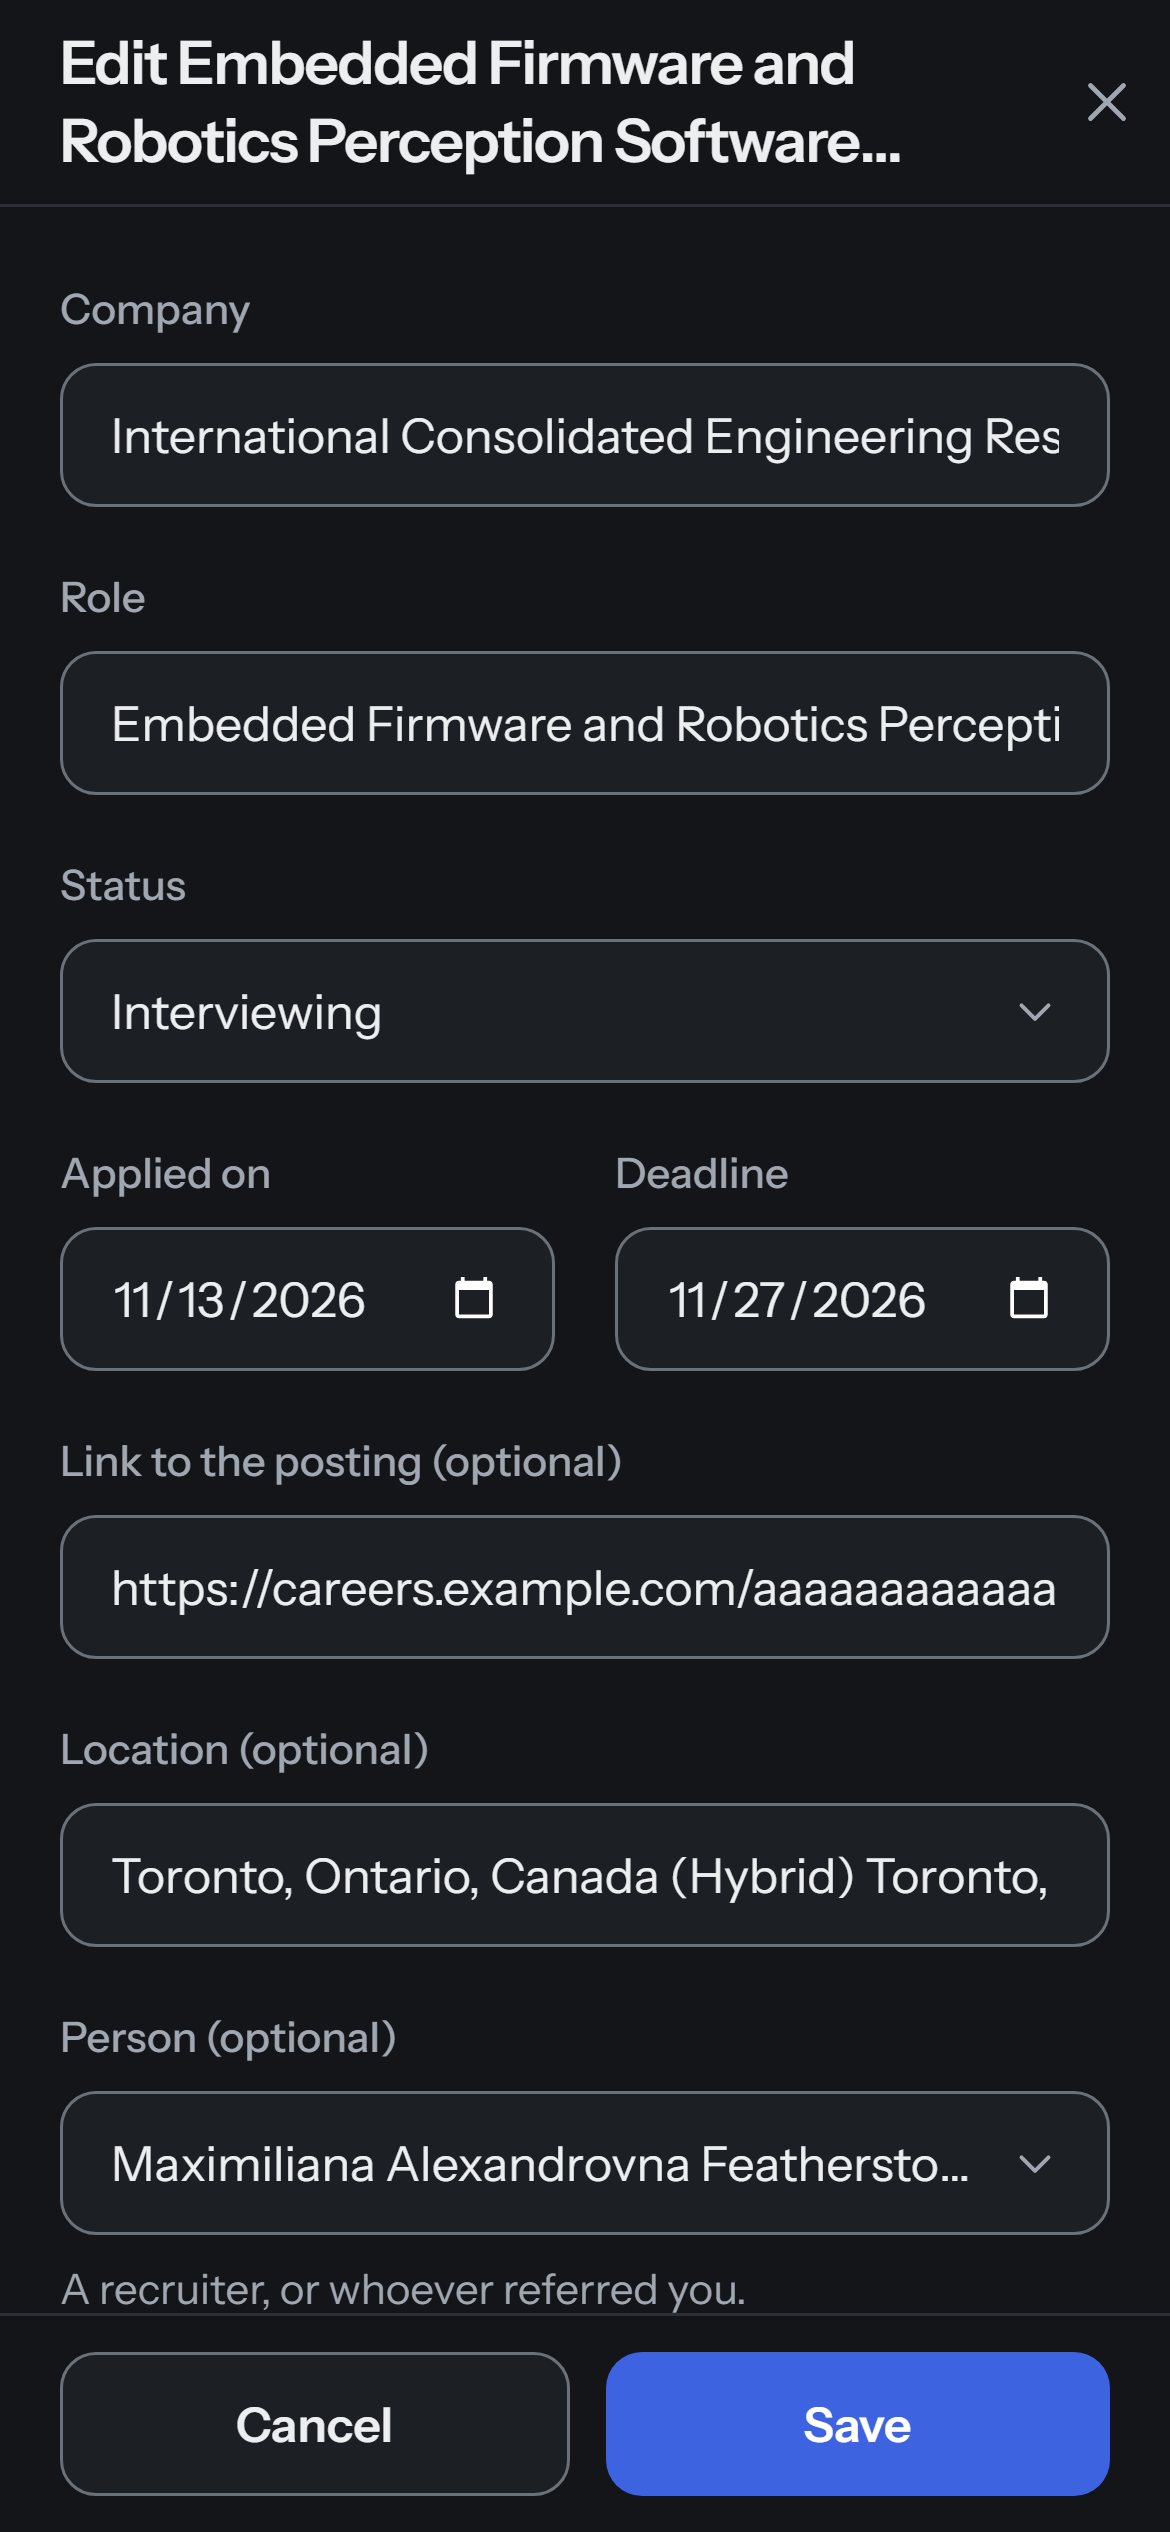 Edit Embedded Firmware and
Robotics Perception Software...
Company
International Consolidated Engineering Res
Role
Embedded Firmware and Robotics Percepti
Status
Interviewing
Applied on
Deadline
11/13/2026
11/27/2026
Link to the posting (optional)
https://careers.example.com/aaaaaaaaaaaa
Location (optional)
Toronto, Ontario, Canada (Hybrid) Toronto,
Person (optional)
Maximiliana Alexandrovna Feathersto...
A recruiter, or whoever referred you.
Cancel
Save